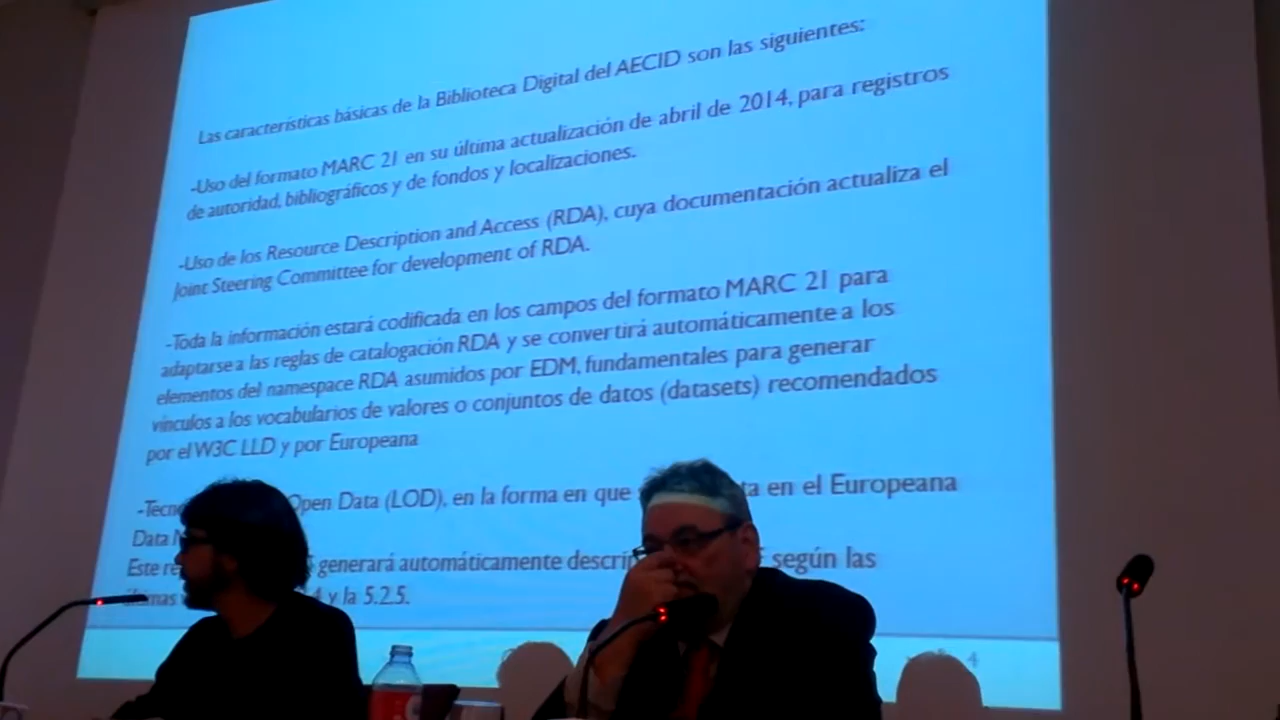 Las características básicas de la Biblioteca Digital del AECID son las siguientes:
-Uso del formato MARC 21 en su última actualización de abril de 2014, para registros
de autoridad, bibliográficos y de fondos y localizaciones.
-Uso de los Resource Description and Access (RDA), cuya documentación actualiza el
Joint Steering Committee for development of RDA.
-Toda la información estará codificada en los campos del formato MARC 21 para
adaptarse a las reglas de catalogación RDA y se convertirá automáticamente a los
elementos del namespace RDA asumidos por EDM, fundamentales para generar
vínculos a los vocabularios de valores o conjuntos de datos (datasets) recomendados
por el W3C LLD y por Europeana
Open Data (LOD), en la forma en que en el Europeana
Data
Este generará automáticamente según las
y la 5.2.5.
4